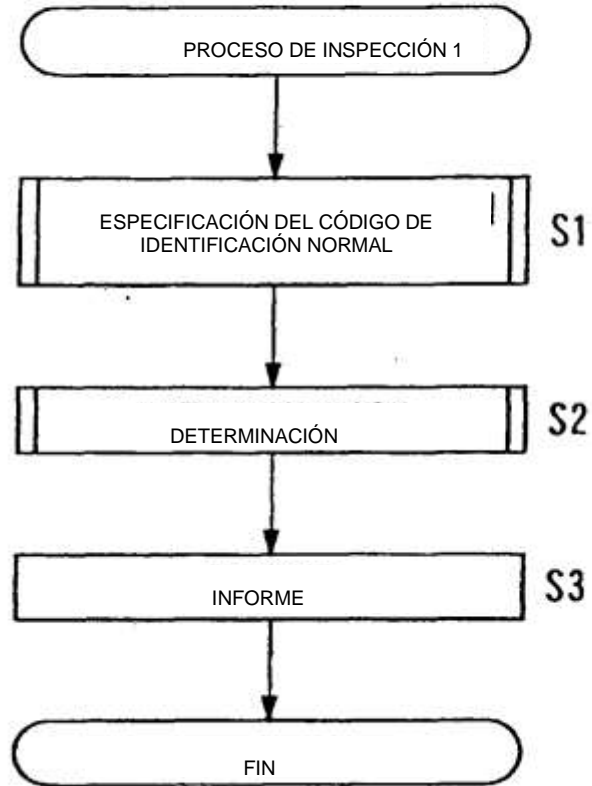 PROCESO DE INSPECCIÓN 1
ESPECIFICACIÓN DEL CÓDIGO DE
IDENTIFICACIÓN NORMAL
S1
DETERMINACIÓN
S2
INFORME
S3
FIN